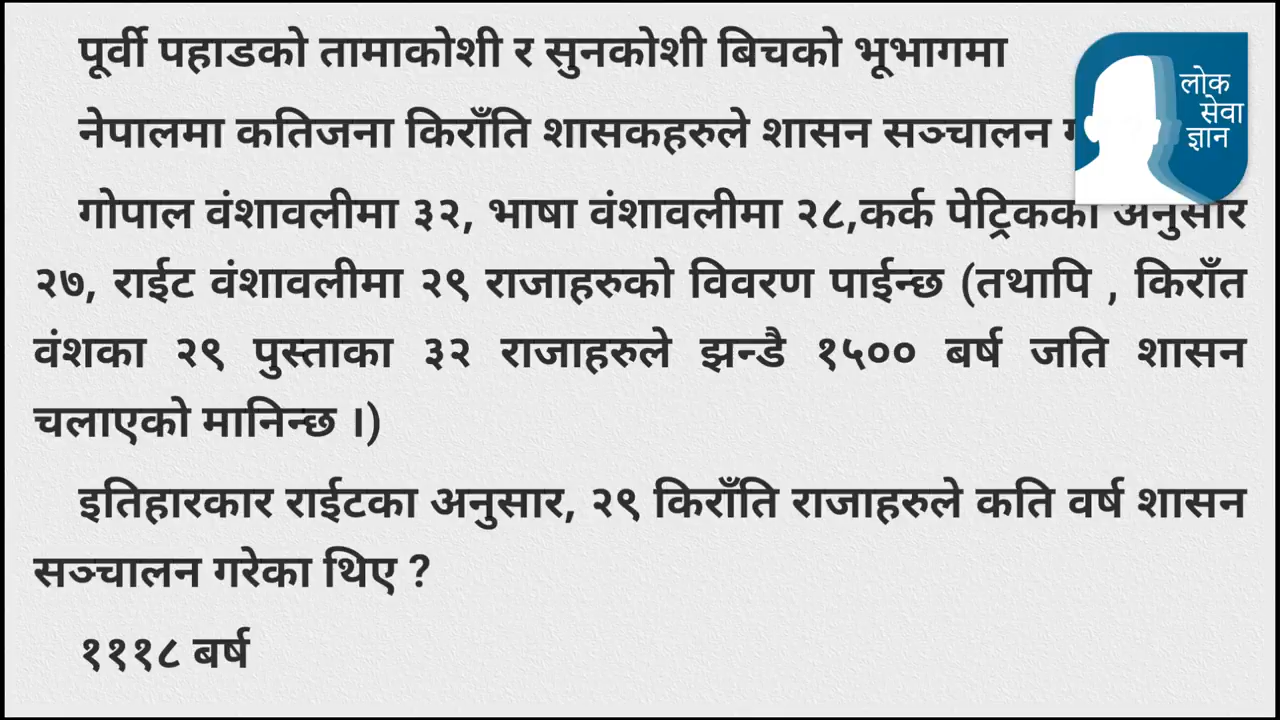 पूर्वी पहाडको तामाकोशी र सुनकोशी बिचको भूभागमा
नेपालमा कतिजना किराँति शासकहरुले शासन सञ्चालन
गोपाल वंशावलीमा ३२, भाषा वंशावलीमा २८,कर्क पेट्रिकका अनुसार
२७, राईट वंशावलीमा २९ राजाहरुको विवरण पाईन्छ (तथापि , किराँत
वंशका २९ पुस्ताका ३२ राजाहरुले झन्डै १५०० बर्ष जति शासन
चलाएको मानिन्छ ।)
इतिहारकार राईटका अनुसार, २९ किराँति राजाहरुले कति वर्ष शासन
सञ्चालन गरेका थिए ?
१११८ बर्ष
लोक
सेवा
ज्ञान